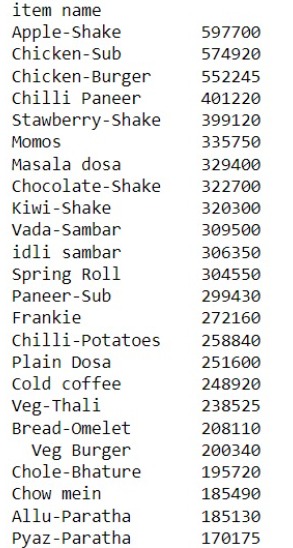 item name
Apple-Shake 597700
Chicken-Sub 574920
Chicken-Burger 552245
Chilli Paneer 401220
Stawberry-Shake 399120
Momos 335750
Masala dosa 329400
Chocolate-Shake 322700
Kiwi-Shake 320300
Vada-Sambar 309500
idli sambar 306350
Spring Roll 304550
Paneer-Sub 299430
Frankie 272160
Chilli-Potatoes 258840
Plain Dosa 251600
Cold coffee 248920
Veg-Thali 238525
Bread-Omelet 208110
Veg Burger 200340
Chole-Bhature 195720
Chow mein 185490
Allu-Paratha 185130
Pyaz-Paratha 170175